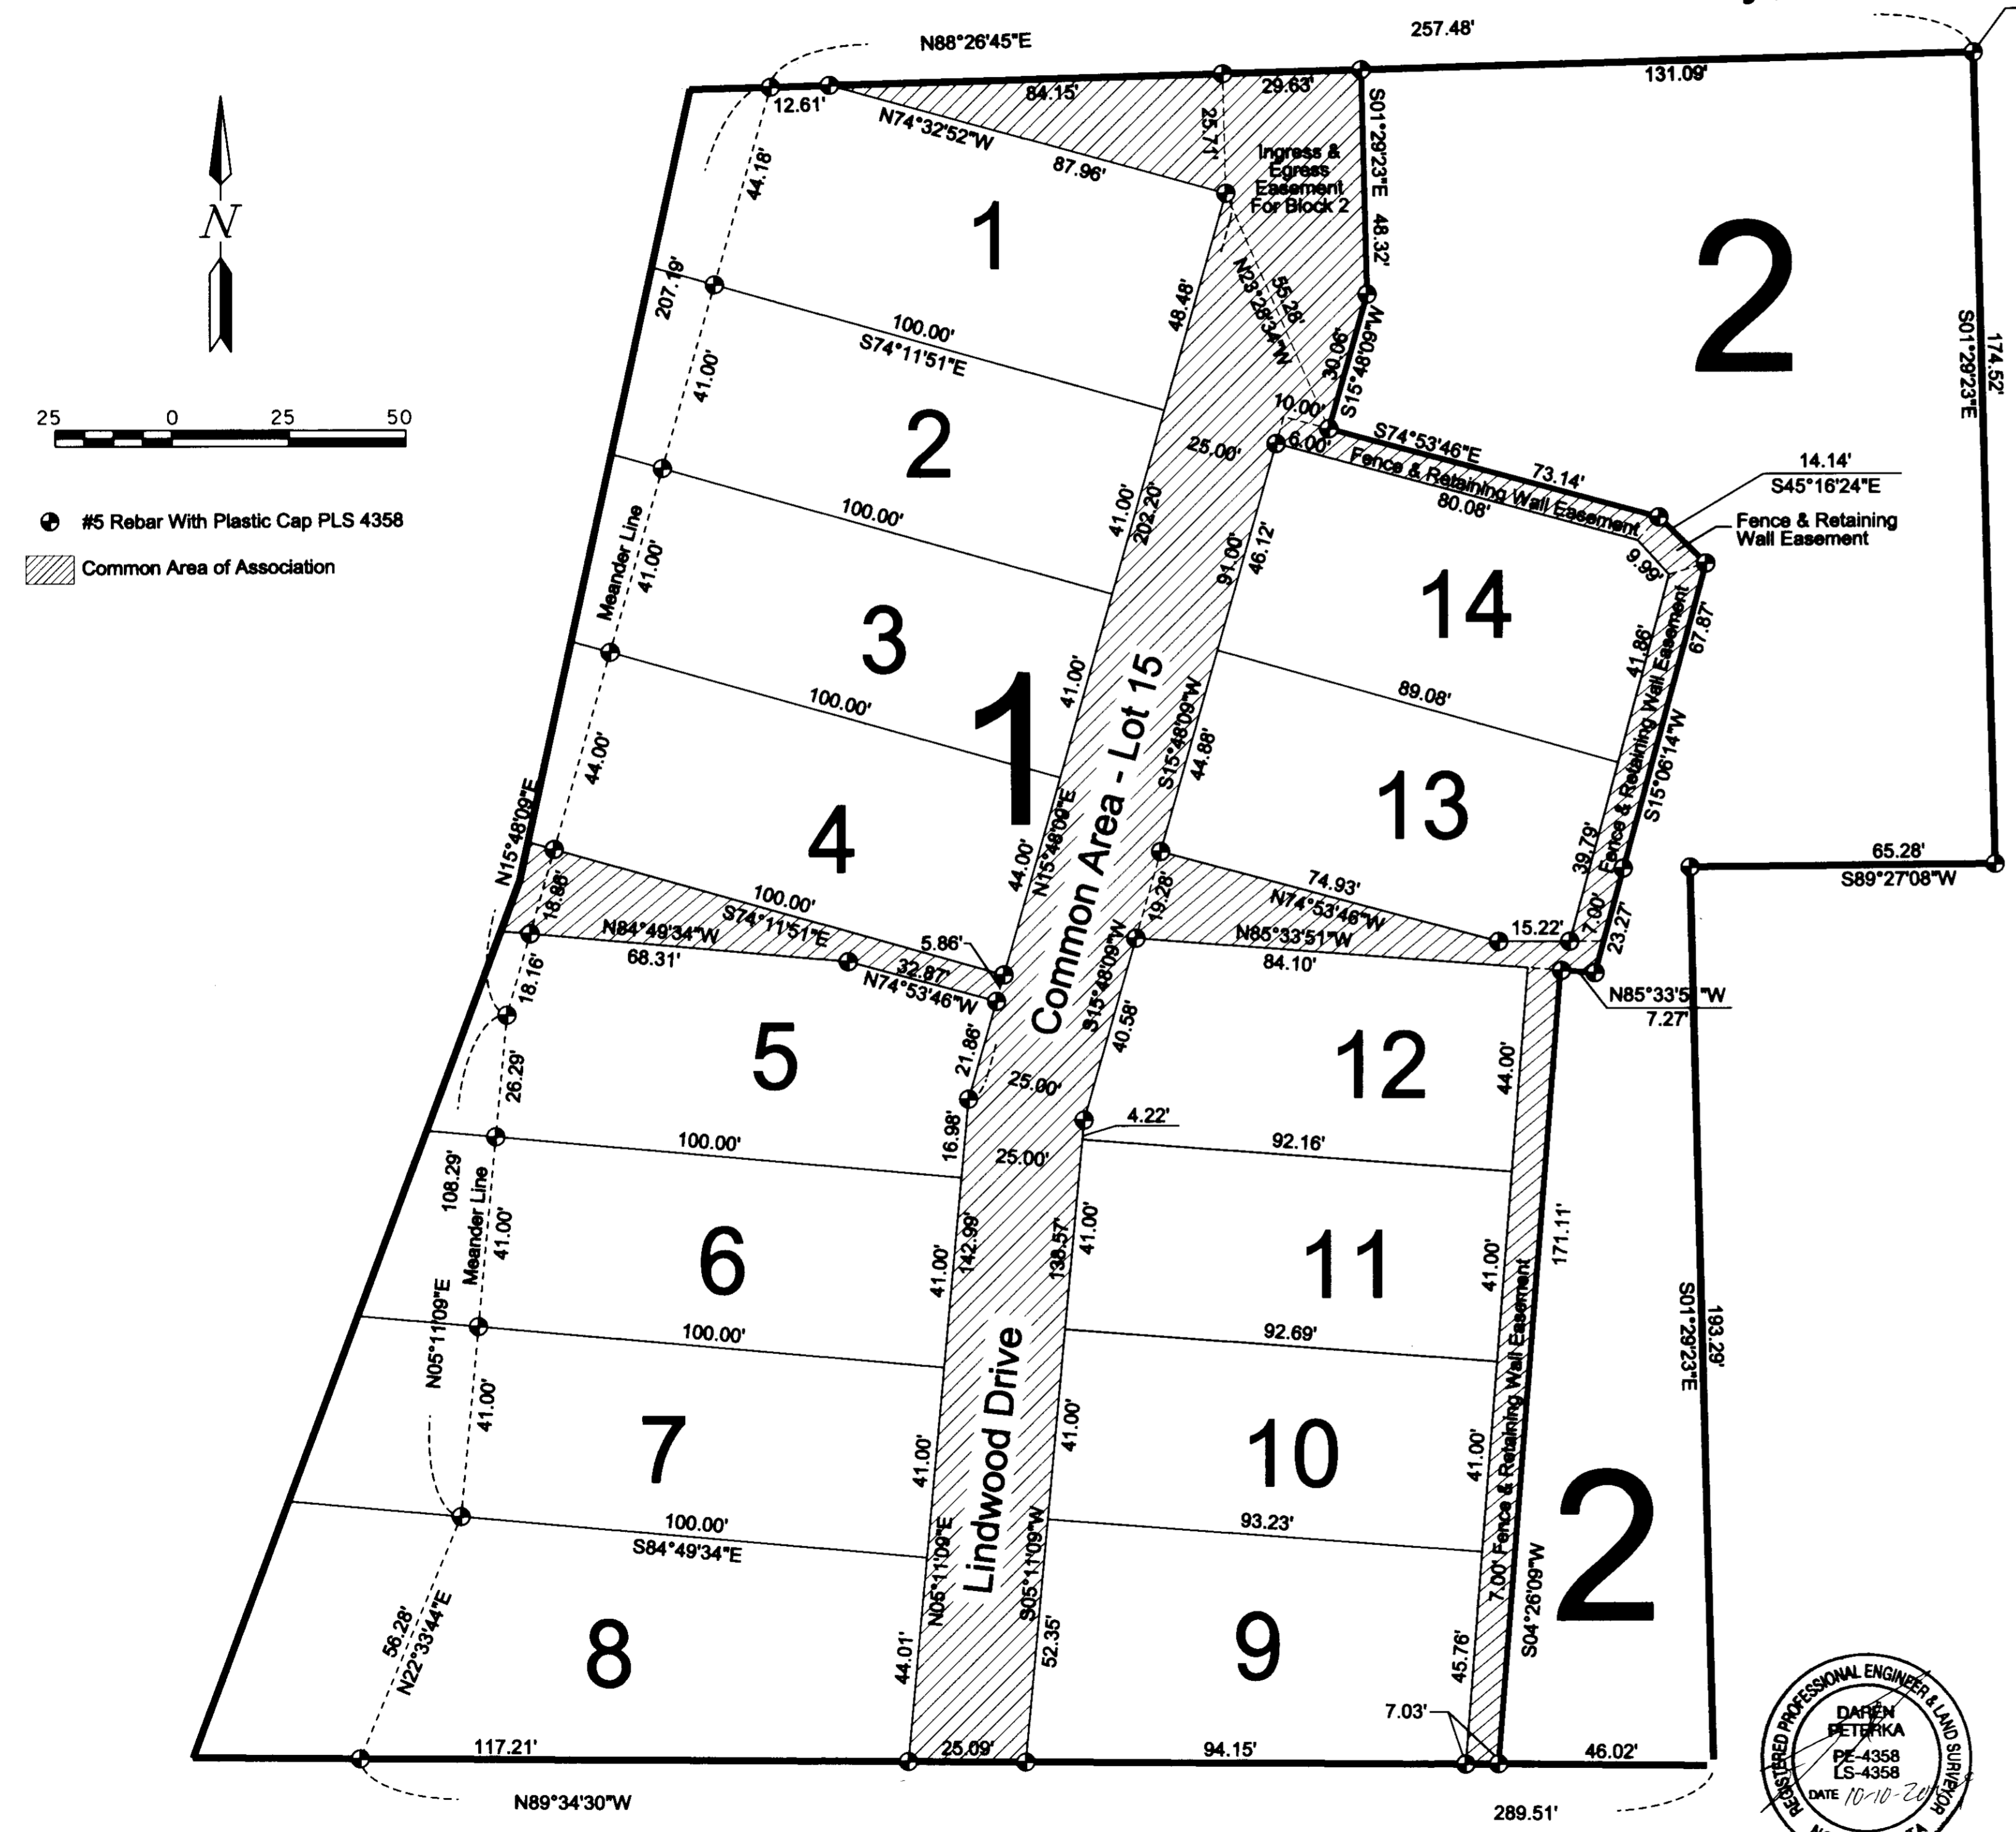 N88°26'45"E
257.48'
12.61'
84.15'
29.63'
131.09'
N74°32'52"W
87.96'
25.71'
Ingress &
Egress
Easement
For Block 2
S01°29'23"E 48.32'
44.18'
1
2
N
207.19'
48.48'
N23°28'34"W
55.28'
30.06'
S15°48'09"W
S01°29'23"E
174.52'
100.00'
S74°11'51"E
41.00'
25 0 25 50
10.00'
6.00'
25.00'
S74°53'46"E
73.14'
Fence & Retaining Wall Easement
80.08'
14.14'
S45°16'24"E
2
#5 Rebar With Plastic Cap PLS 4358
Fence & Retaining
Wall Easement
100.00'
41.00'
202.20'
91.00'
46.12'
9.99'
Common Area of Association
Meander Line
41.00'
3
14
41.86'
67.87'
Fence & Retaining Wall Easement
100.00'
41.00'
89.08'
1
Common Area - Lot 15
S15°48'09"W
44.88'
S15°06'14"W
44.00'
4
13
N15°48'09"E
44.00'
N15°48'09"E
39.79'
65.28'
S89°27'08"W
18.86'
100.00'
S74°11'51"E
19.28'
74.93'
N74°53'46"W
15.22'
7.00'
23.27'
N84°49'34"W
68.31'
5.86'
32.87'
N74°53'46"W
S15°48'09"W
N85°33'51"W
84.10'
N85°33'51"W
7.27'
18.16'
5
21.86'
40.58'
12
44.00'
26.29'
25.00'
16.98'
4.22'
100.00'
25.00'
92.16'
108.29'
Meander Line
41.00'
6
41.00'
142.99'
138.57'
41.00'
11
41.00'
171.11'
7.00' Fence & Retaining Wall Easement
N05°11'09"E
100.00'
92.69'
S01°29'23"E
193.29'
41.00'
7
41.00'
Lindwood Drive
41.00'
10
41.00'
100.00'
S84°49'34"E
93.23'
2
N05°11'09"E
S05°11'09"W
S04°26'09"W
56.28'
N22°33'44"E
8
44.01'
52.35'
9
45.76'
7.03'
117.21'
25.09'
94.15'
46.02'
N89°34'30"W
289.51'
REGISTERED PROFESSIONAL ENGINEER & LAND SURVEYOR
DAREN
PETERKA
PE-4358
LS-4358
DATE